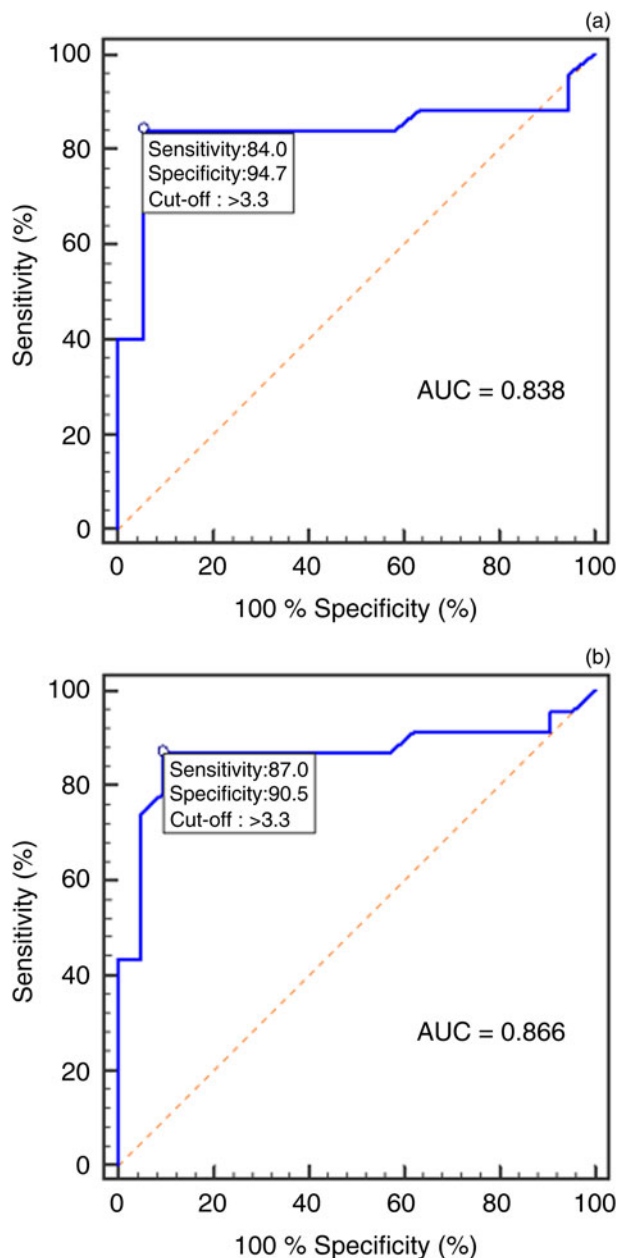 (a)
100
80
60
40
20
0
Sensitivity (%)
Sensitivity:84.0
Specificity:94.7
Cut-off : >3.3
AUC = 0.838
0 20 40 60 80 100
100 % Specificity (%)
(b)
100
80
60
40
20
0
Sensitivity (%)
Sensitivity:87.0
Specificity:90.5
Cut-off : >3.3
AUC = 0.866
0 20 40 60 80 100
100 % Specificity (%)